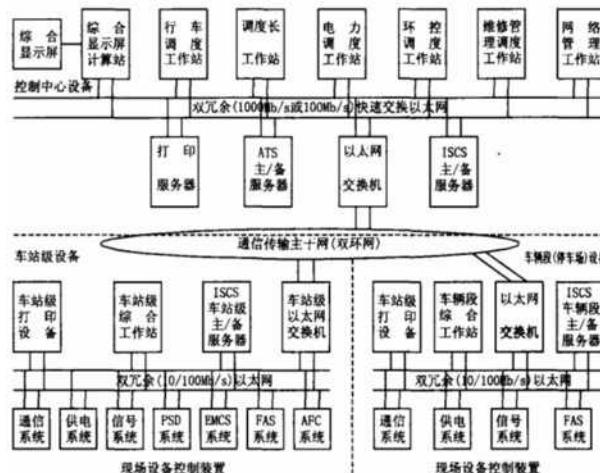 综 合
显示屏
综 合
显示屏
计算站
行 车
调 度
工作站
调度长
工作站
电 力
调 度
工作站
环 控
调 度
工作站
维修管
理调度
工作站
网 络
管 理
工作站
控制中心设备
双冗余(1000Mb/s或100Mb/s)快速交换以太网
打 印
服务器
ATS
主/备
服务器
以太网
交换机
ISCS
主/备
服务器
通信传输主干网(双环网)
车站级设备
车辆段(停车场)设
车站级
打 印
设 备
车站级
综 合
工作站
ISCS
车站级
主/备
服务器
车站级
以太网
交换机
车站级
打 印
设 备
车辆段
综 合
工作站
以太网
交换机
ISCS
车辆段
主/备
服务器
双冗余(10/100Mb/s)以太网
双冗余(10/100Mb/s)以太网
通信
系统
供电
系统
信号
系统
PSD
系统
EMCS
系统
FAS
系统
AFC
系统
通信
系统
供电
系统
信号
系统
FAS
系统
现场设备控制装置
现场设备控制装置